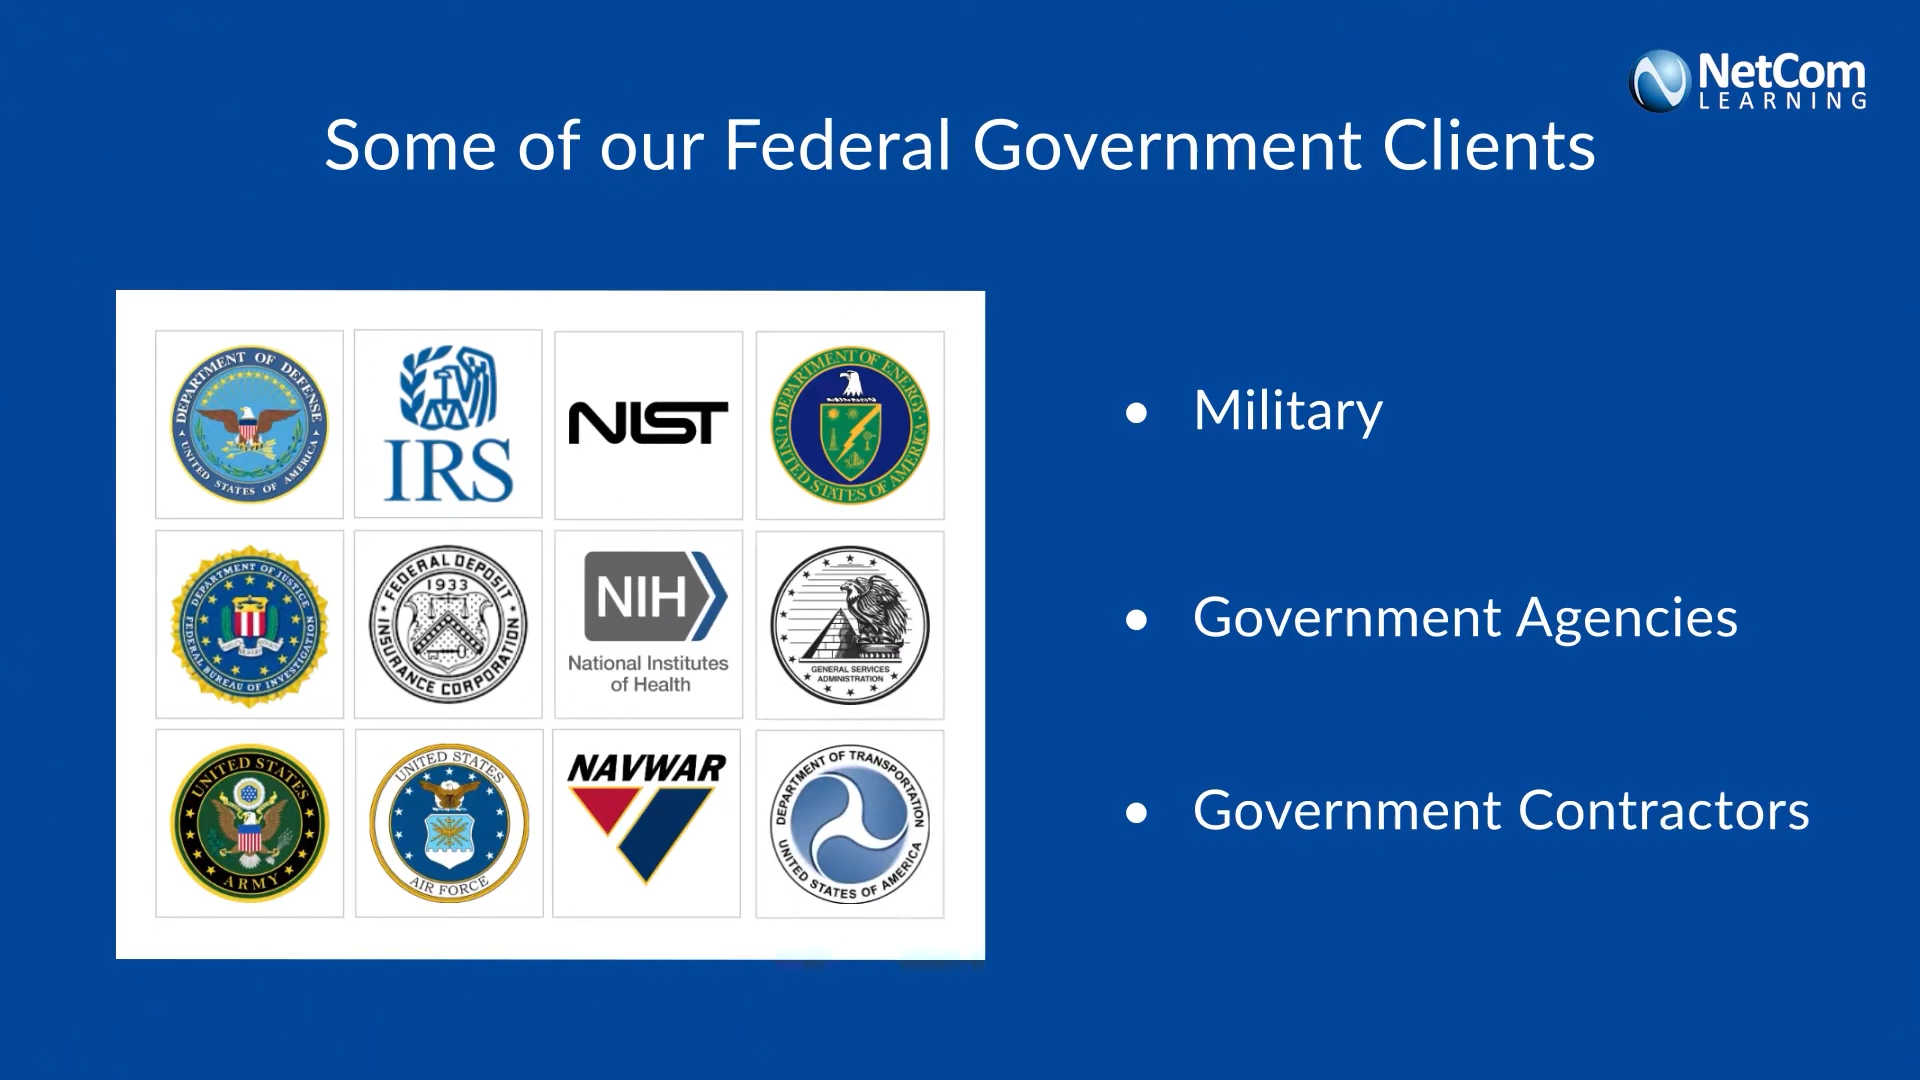 NetCom
LEARNING
Some of our Federal Government Clients
DEPARTMENT OF DEFENSE
UNITED STATES OF AMERICA
IRS
NIST
DEPARTMENT OF ENERGY
UNITED STATES OF AMERICA
DEPARTMENT OF JUSTICE
FEDERAL BUREAU OF INVESTIGATION
FEDERAL DEPOSIT
1933
INSURANCE CORPORATION
NIH
National Institutes
of Health
GENERAL SERVICES
ADMINISTRATION
UNITED STATES
ARMY
UNITED STATES
AIR FORCE
NAVWAR
DEPARTMENT OF TRANSPORTATION
UNITED STATES OF AMERICA
• Military
• Government Agencies
• Government Contractors